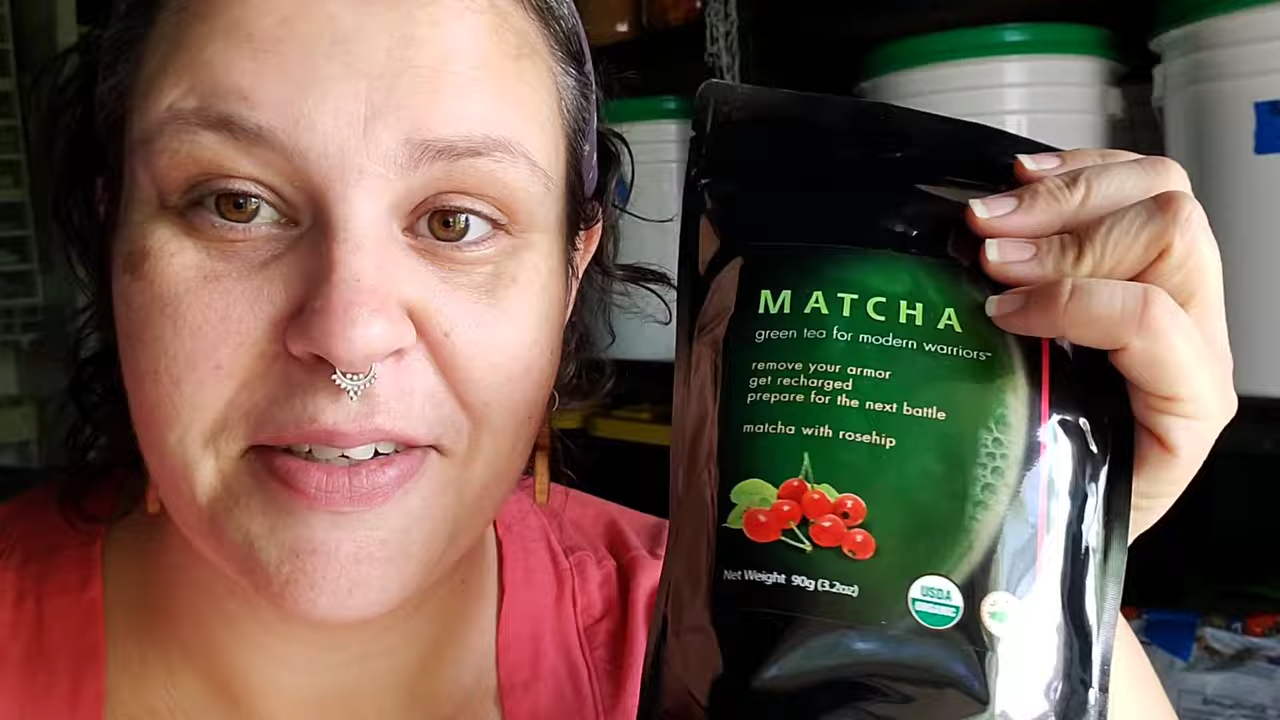 MATCHA
green tea for modern warriors™
remove your armor
get recharged
prepare for the next battle
matcha with rosehip
Net Weight 90g (3.2oz)
USDA
ORGANIC